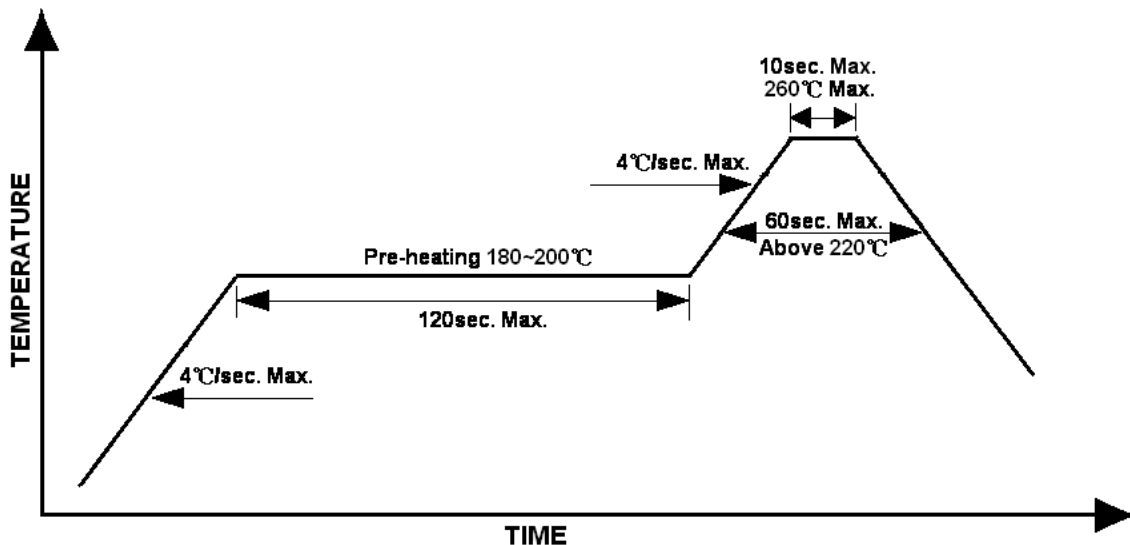 10sec. Max.
260℃ Max.
4℃/sec. Max.
60sec. Max.
Above 220℃
Pre-heating 180~200℃
120sec. Max.
4℃/sec. Max.
TEMPERATURE
TIME